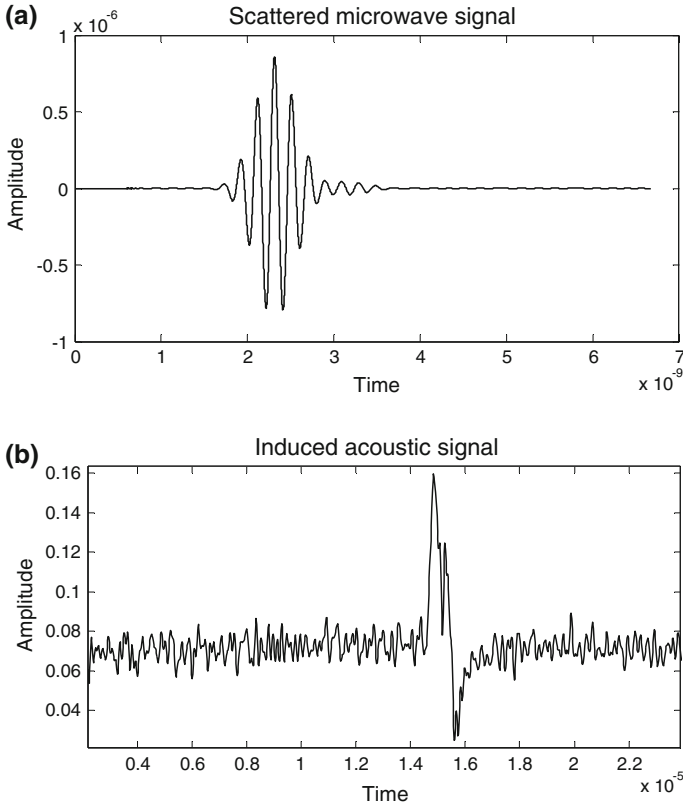 (a)
Scattered microwave signal
x 10⁻⁶
1
0.5
0
-0.5
-1
Amplitude
0 1 2 3 4 5 6 7
Time
x 10⁻⁹
(b)
Induced acoustic signal
0.16
0.14
0.12
0.1
0.08
0.06
0.04
Amplitude
0.4 0.6 0.8 1 1.2 1.4 1.6 1.8 2 2.2
Time
x 10⁻⁵